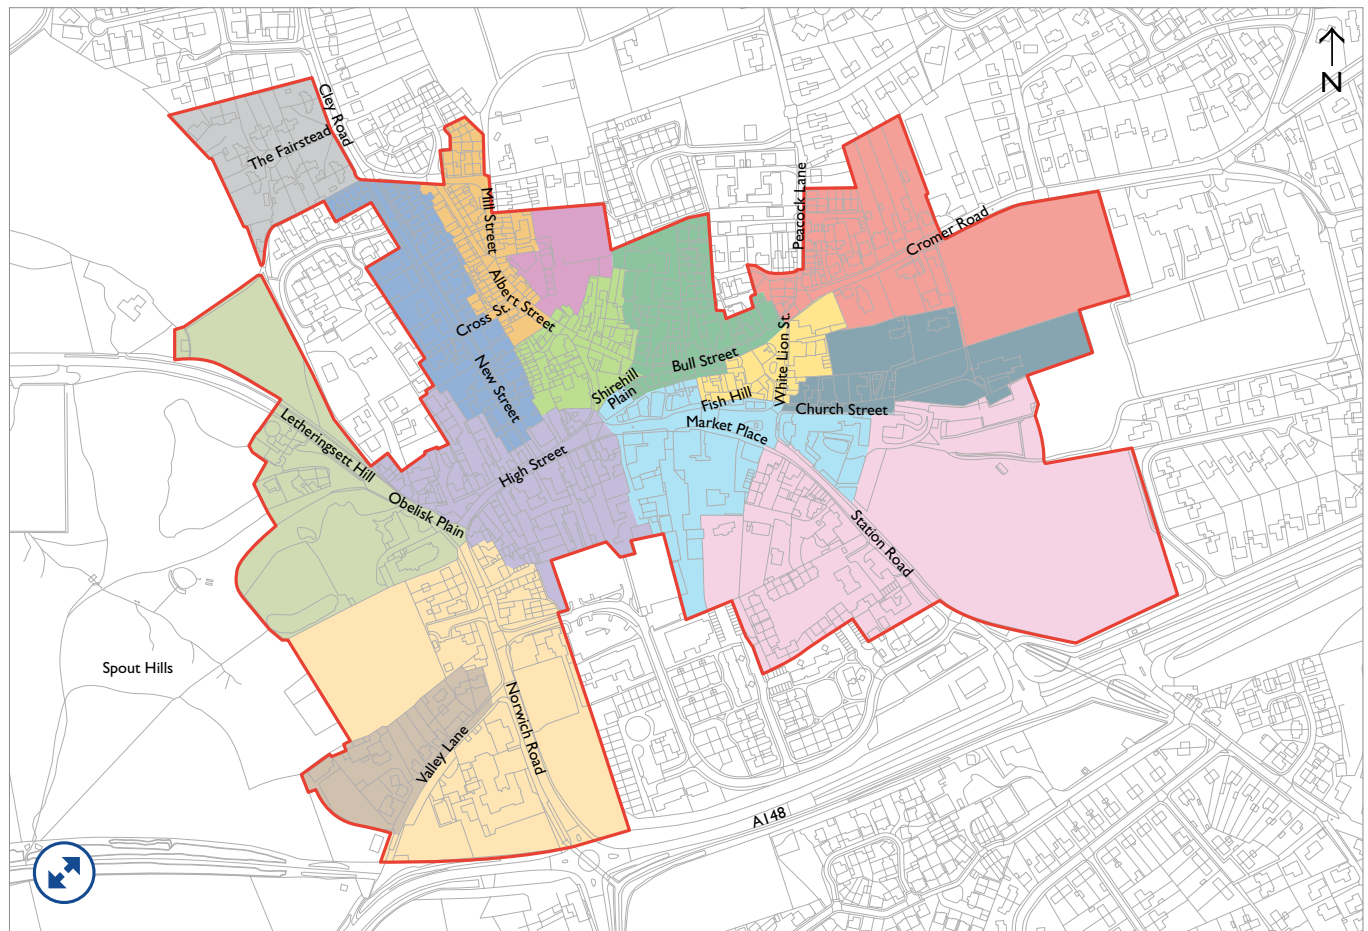 N
Cley Road
The Fairstead
Mill Street
Peacock Lane
Cromer Road
Albert Street
Cross St.
White Lion St.
New Street
Bull Street
Shirehill
Plain
Fish Hill
Church Street
Market Place
Letheringsett Hill
High Street
Obelisk Plain
Station Road
Spout Hills
Norwich Road
Valley Lane
A148